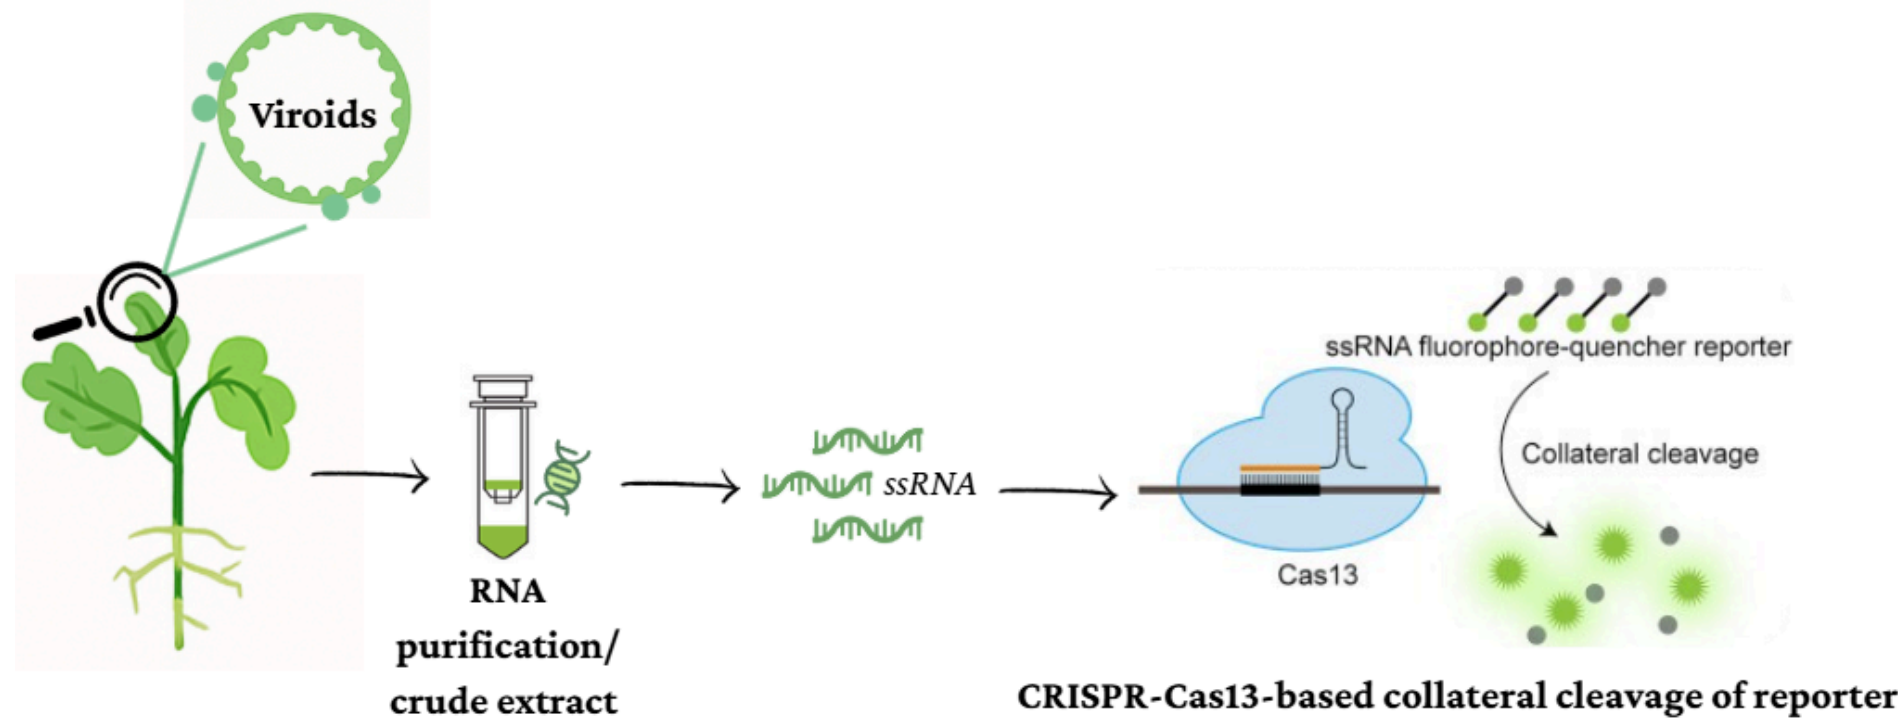 Viroids
RNA
purification/
crude extract
ssRNA
ssRNA fluorophore-quencher reporter
Collateral cleavage
Cas13
CRISPR-Cas13-based collateral cleavage of reporter